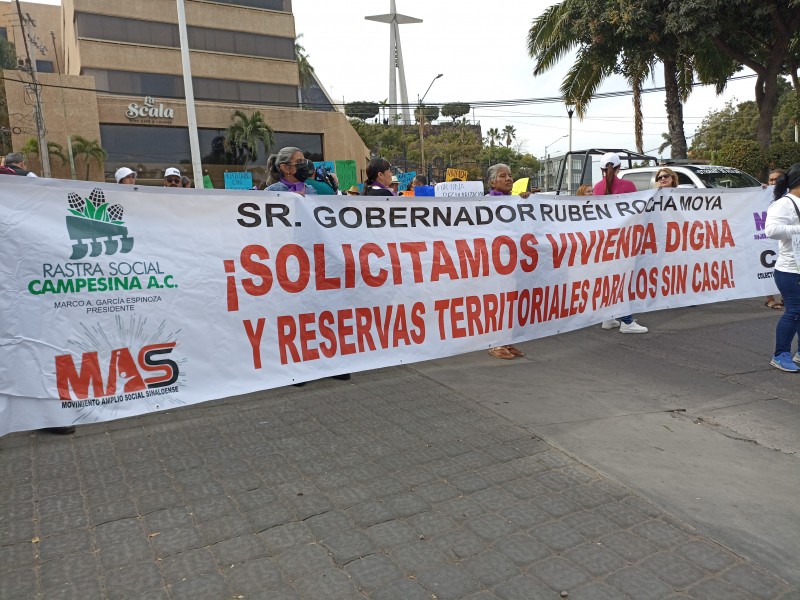 La
Scala
SR. GOBERNADOR RUBÉN ROCHA MOYA
¡SOLICITAMOS VIVIENDA DIGNA
Y RESERVAS TERRITORIALES PARA LOS SIN CASA!
RASTRA SOCIAL
CAMPESINA A.C.
MARCO A. GARCÍA ESPINOZA
PRESIDENTE
MAS
MOVIMIENTO AMPLIO SOCIAL SINALOENSE